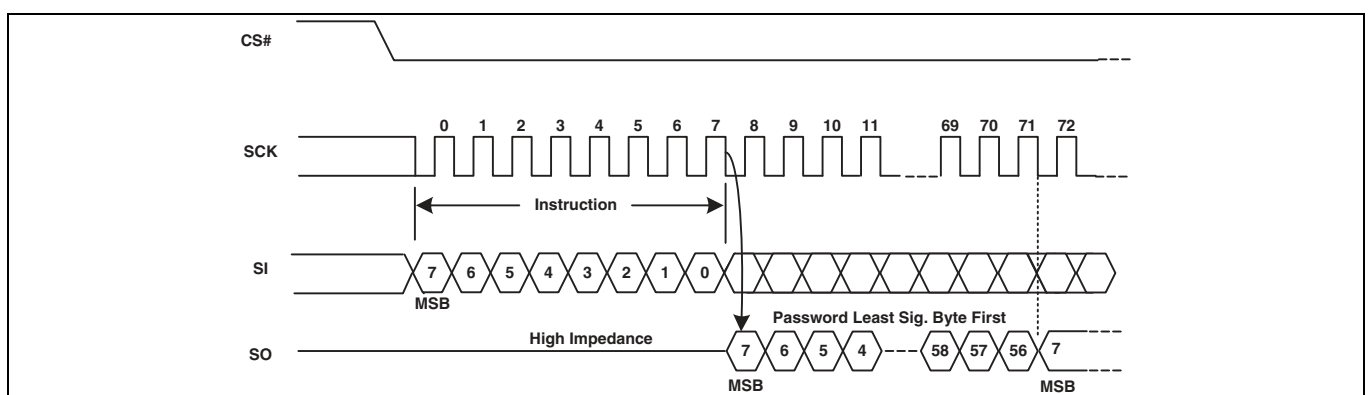 CS#
0 1 2 3 4 5 6 7 8 9 10 11 69 70 71 72
SCK
Instruction
SI
7 6 5 4 3 2 1 0
MSB
Password Least Sig. Byte First
High Impedance
SO
7 6 5 4 58 57 56 7
MSB MSB